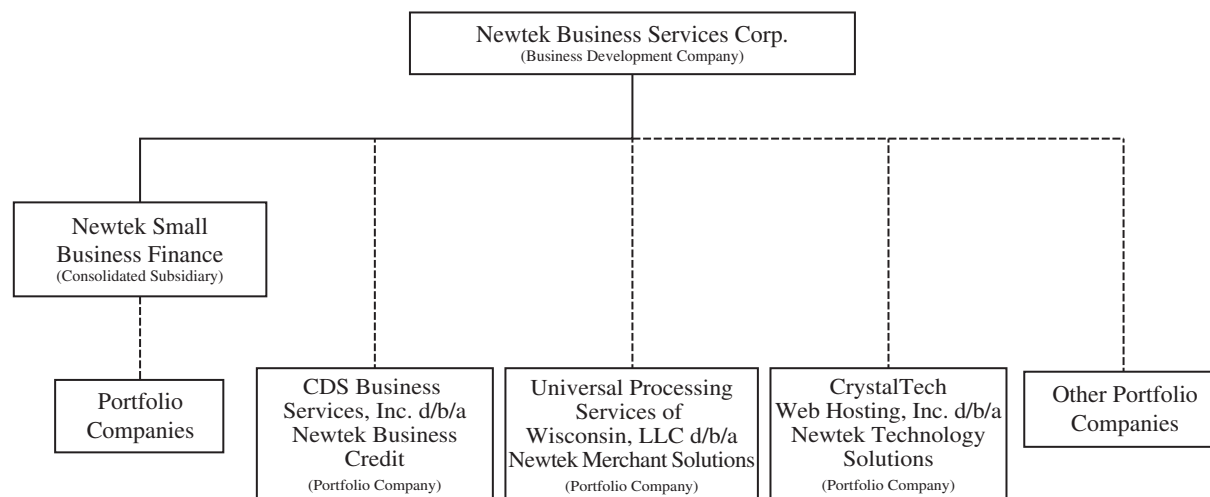 Newtek Business Services Corp.
(Business Development Company)
Newtek Small
Business Finance
(Consolidated Subsidiary)
Portfolio
Companies
CDS Business
Services, Inc. d/b/a
Newtek Business
Credit
(Portfolio Company)
Universal Processing
Services of
Wisconsin, LLC d/b/a
Newtek Merchant Solutions
(Portfolio Company)
CrystalTech
Web Hosting, Inc. d/b/a
Newtek Technology
Solutions
(Portfolio Company)
Other Portfolio
Companies